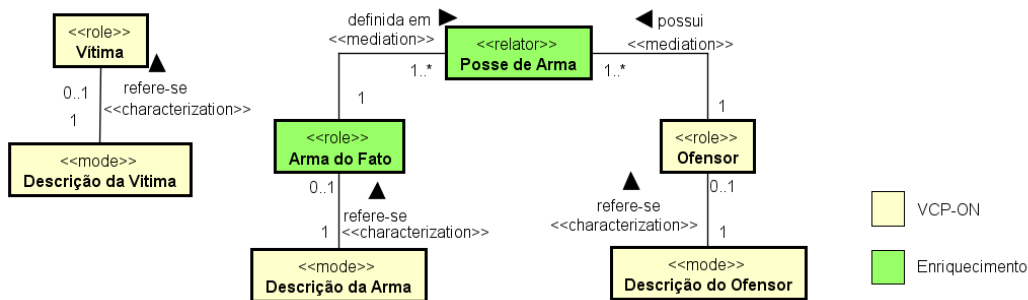 <<role>>
Vítima
0..1
refere-se
<<characterization>>
1
<<mode>>
Descrição da Vitima
definida em
<<mediation>>
1..*
<<relator>>
Posse de Arma
possui
<<mediation>>
1..*
1
1
<<role>>
Arma do Fato
<<role>>
Ofensor
0..1
refere-se
<<characterization>>
1
<<mode>>
Descrição da Arma
0..1
refere-se
<<characterization>>
1
<<mode>>
Descrição do Ofensor
VCP-ON
Enriquecimento